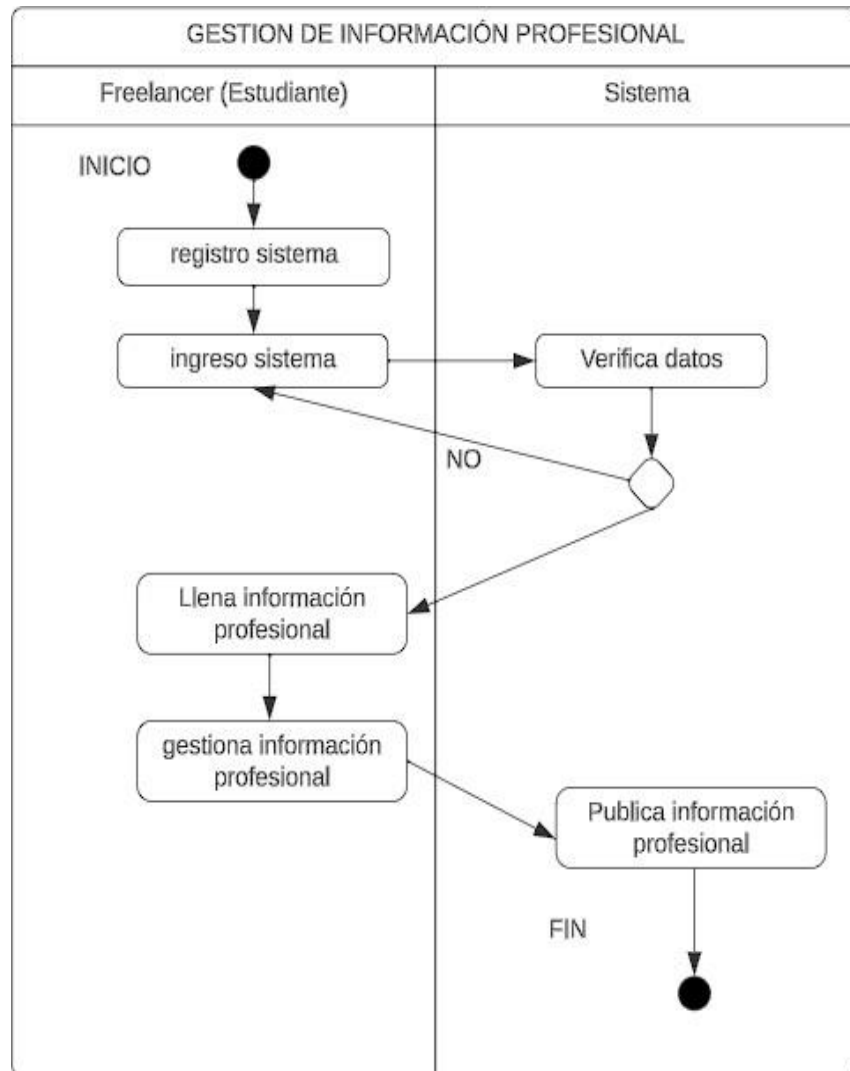 GESTION DE INFORMACIÓN PROFESIONAL
Freelancer (Estudiante)
Sistema
INICIO
registro sistema
ingreso sistema
Verifica datos
NO
Llena información
profesional
gestiona información
profesional
Publica información
profesional
FIN